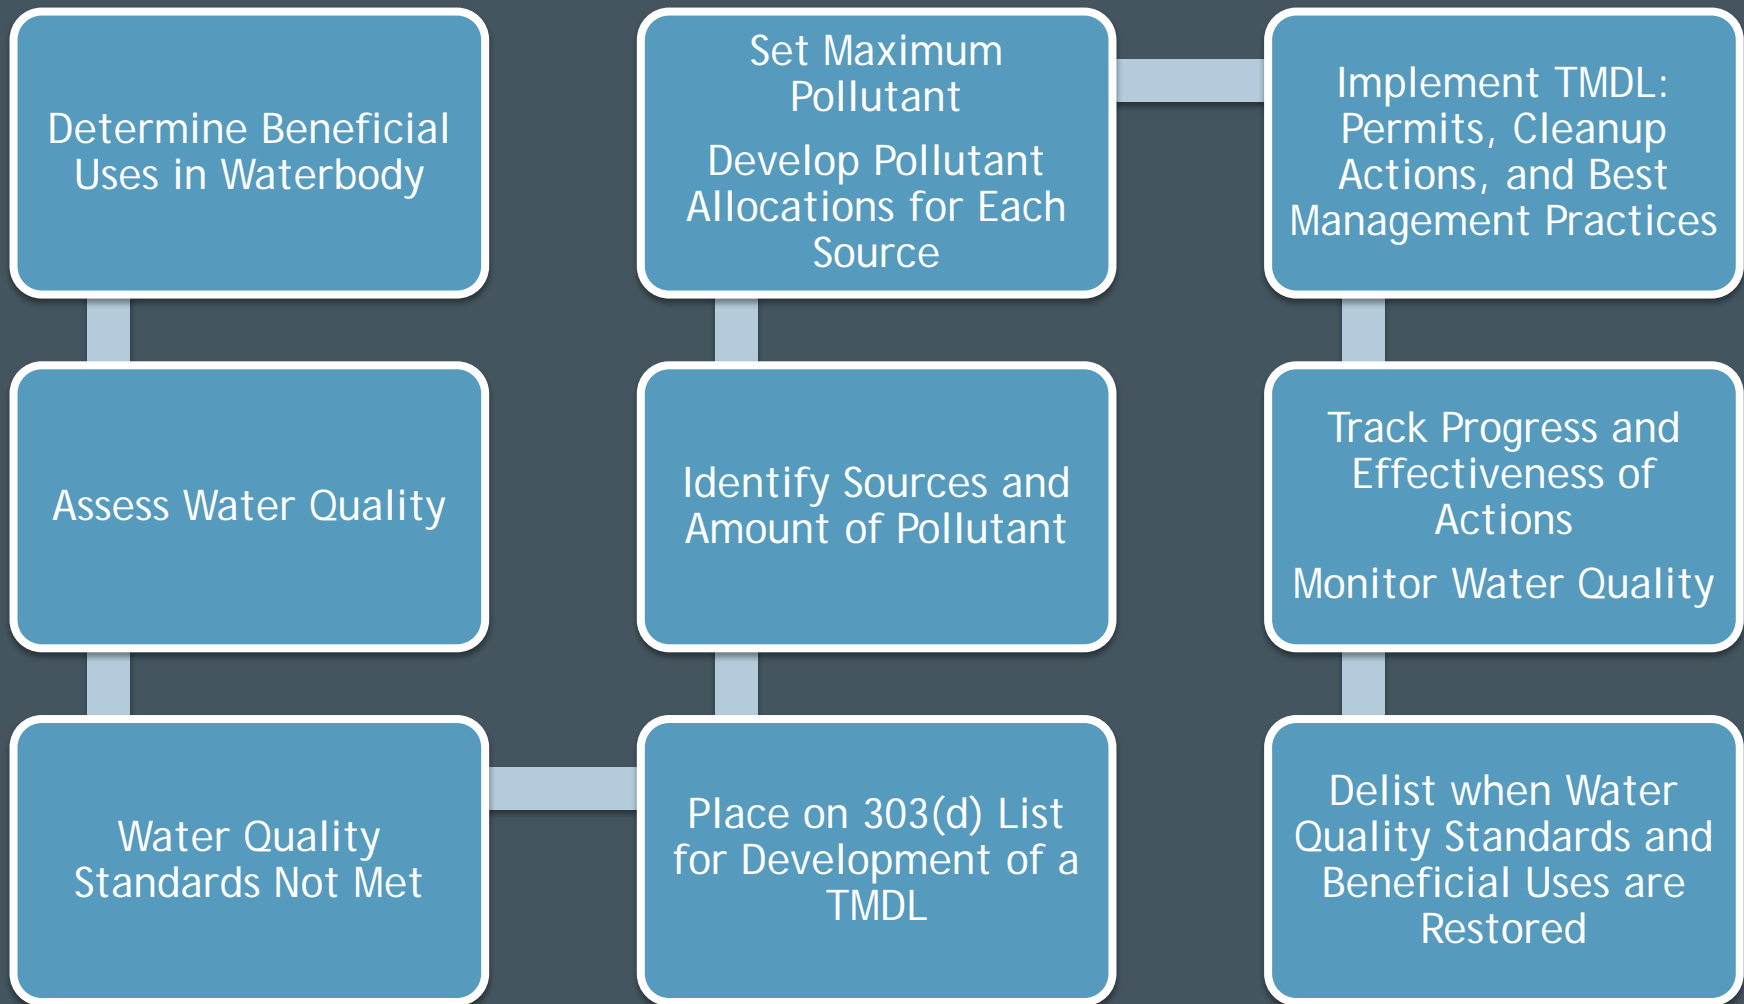 Determine Beneficial
Uses in Waterbody
Assess Water Quality
Water Quality
Standards Not Met
Place on 303(d) List
for Development of a
TMDL
Identify Sources and
Amount of Pollutant
Set Maximum
Pollutant
Develop Pollutant
Allocations for Each
Source
Implement TMDL:
Permits, Cleanup
Actions, and Best
Management Practices
Track Progress and
Effectiveness of
Actions
Monitor Water Quality
Delist when Water
Quality Standards and
Beneficial Uses are
Restored